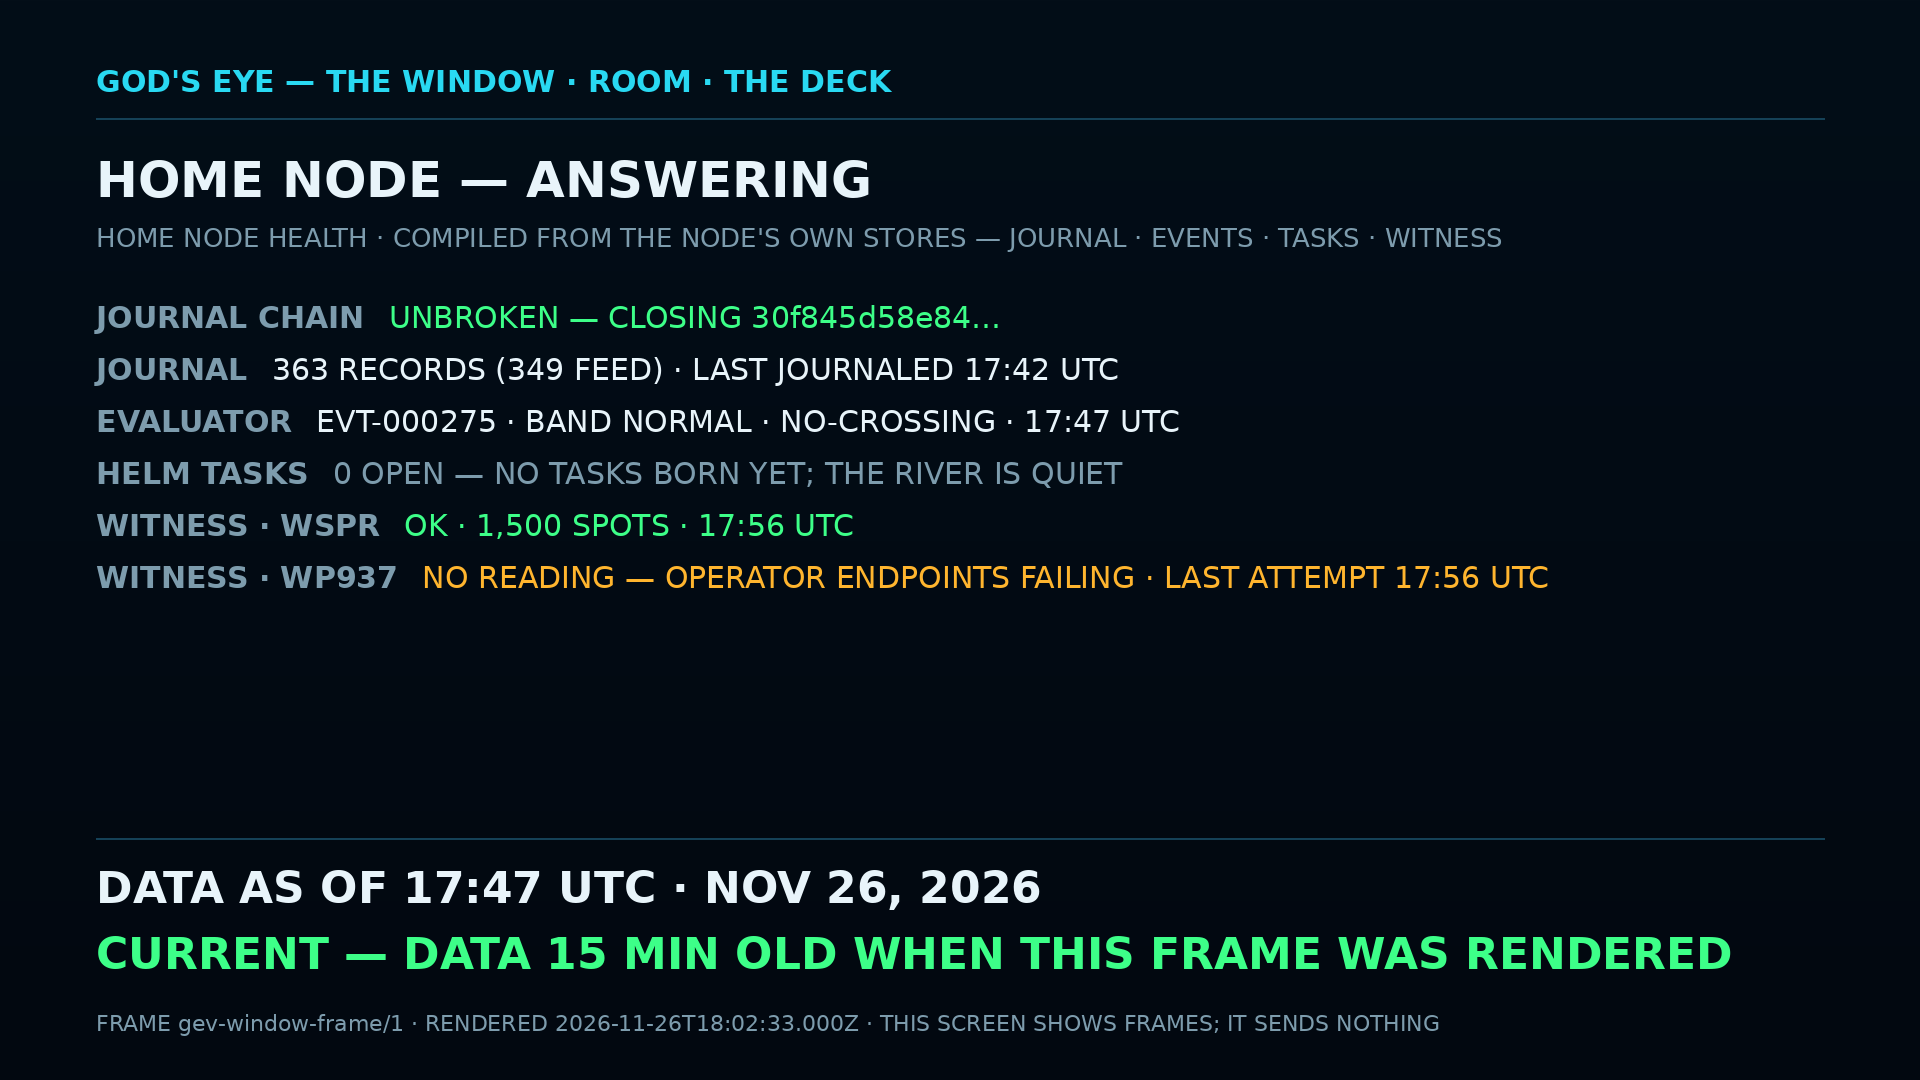 GOD'S EYE — THE WINDOW · ROOM · THE DECK
HOME NODE — ANSWERING
HOME NODE HEALTH · COMPILED FROM THE NODE'S OWN STORES — JOURNAL · EVENTS · TASKS · WITNESS
JOURNAL CHAIN UNBROKEN — CLOSING 30f845d58e84…
JOURNAL 363 RECORDS (349 FEED) · LAST JOURNALED 17:42 UTC
EVALUATOR EVT-000275 · BAND NORMAL · NO-CROSSING · 17:47 UTC
HELM TASKS 0 OPEN — NO TASKS BORN YET; THE RIVER IS QUIET
WITNESS · WSPR OK · 1,500 SPOTS · 17:56 UTC
WITNESS · WP937 NO READING — OPERATOR ENDPOINTS FAILING · LAST ATTEMPT 17:56 UTC
DATA AS OF 17:47 UTC · NOV 26, 2026
CURRENT — DATA 15 MIN OLD WHEN THIS FRAME WAS RENDERED
FRAME gev-window-frame/1 · RENDERED 2026-11-26T18:02:33.000Z · THIS SCREEN SHOWS FRAMES; IT SENDS NOTHING